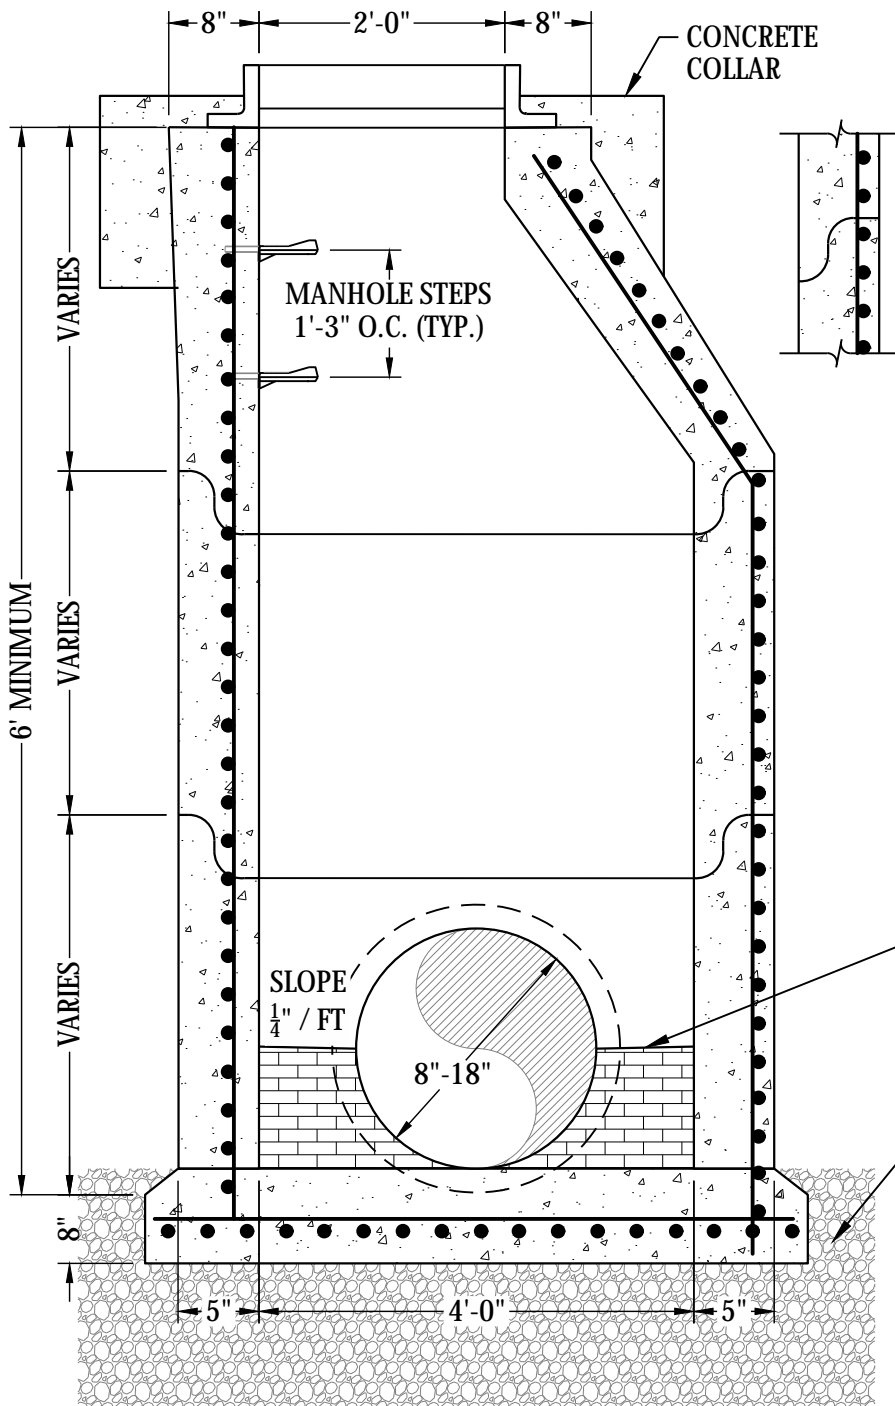 8"
2'-0"
8"
CONCRETE
COLLAR
MANHOLE STEPS
1'-3" O.C. (TYP.)
VARIES
6' MINIMUM
VARIES
VARIES
SLOPE
1/4" / FT
8"-18"
8"
5"
4'-0"
5"